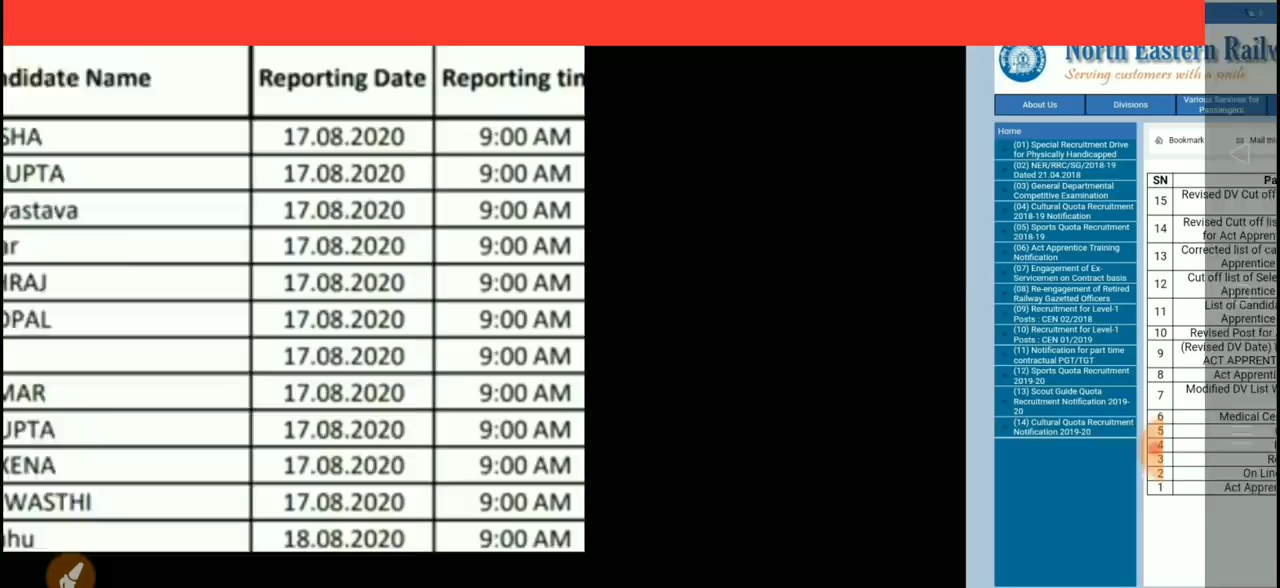 didate Name Reporting Date Reporting tin
SHA 17.08.2020 9:00 AM
UPTA 17.08.2020 9:00 AM
vastava 17.08.2020 9:00 AM
ar 17.08.2020 9:00 AM
HRAJ 17.08.2020 9:00 AM
OPAL 17.08.2020 9:00 AM
17.08.2020 9:00 AM
MAR 17.08.2020 9:00 AM
UPTA 17.08.2020 9:00 AM
XENA 17.08.2020 9:00 AM
WASTHI 17.08.2020 9:00 AM
hu 18.08.2020 9:00 AM
North Eastern Railw
Serving customers with a smile
About Us
Divisions
Various Services for
Passangers
Home
(01) Special Recruitment Drive
for Physically Handicapped
(02) NER/RRC/SG/2018-19
Dated 21.04.2018
(03) General Departmental
Competitive Examination
(04) Cultural Quota Recruitment
2018-19 Notification
(05) Sports Quota Recruitment
2018-19
(06) Act Apprentice Training
Notification
(07) Engagement of Ex-
Servicemen on Contract basis
(08) Re-engagement of Retired
Railway Gazetted Officers
(09) Recruitment for Level-1
Posts : CEN 02/2018
(10) Recruitment for Level-1
Posts : CEN 01/2019
(11) Notification for part time
contractual PGT/TGT
(12) Sports Quota Recruitment
2019-20
(13) Scout Guide Quota
Recruitment Notification 2019-
20
(14) Cultural Quota Recruitment
Notification 2019-20
Bookmark Mail
SN Pa
15 Revised DV Cut off
14 Revised Cutt off lis
for Act Appren
13 Corrected list of ca
Apprentice
12 Cut off list of Sele
Apprentice
11 List of Candid
Apprentice
10 Revised Post for
9 (Revised DV Date)
ACT APPRENT
8 Act Apprenti
7 Modified DV List
6 Medical Ce
5
4
3 R
2 On Lin
1 Act Appre